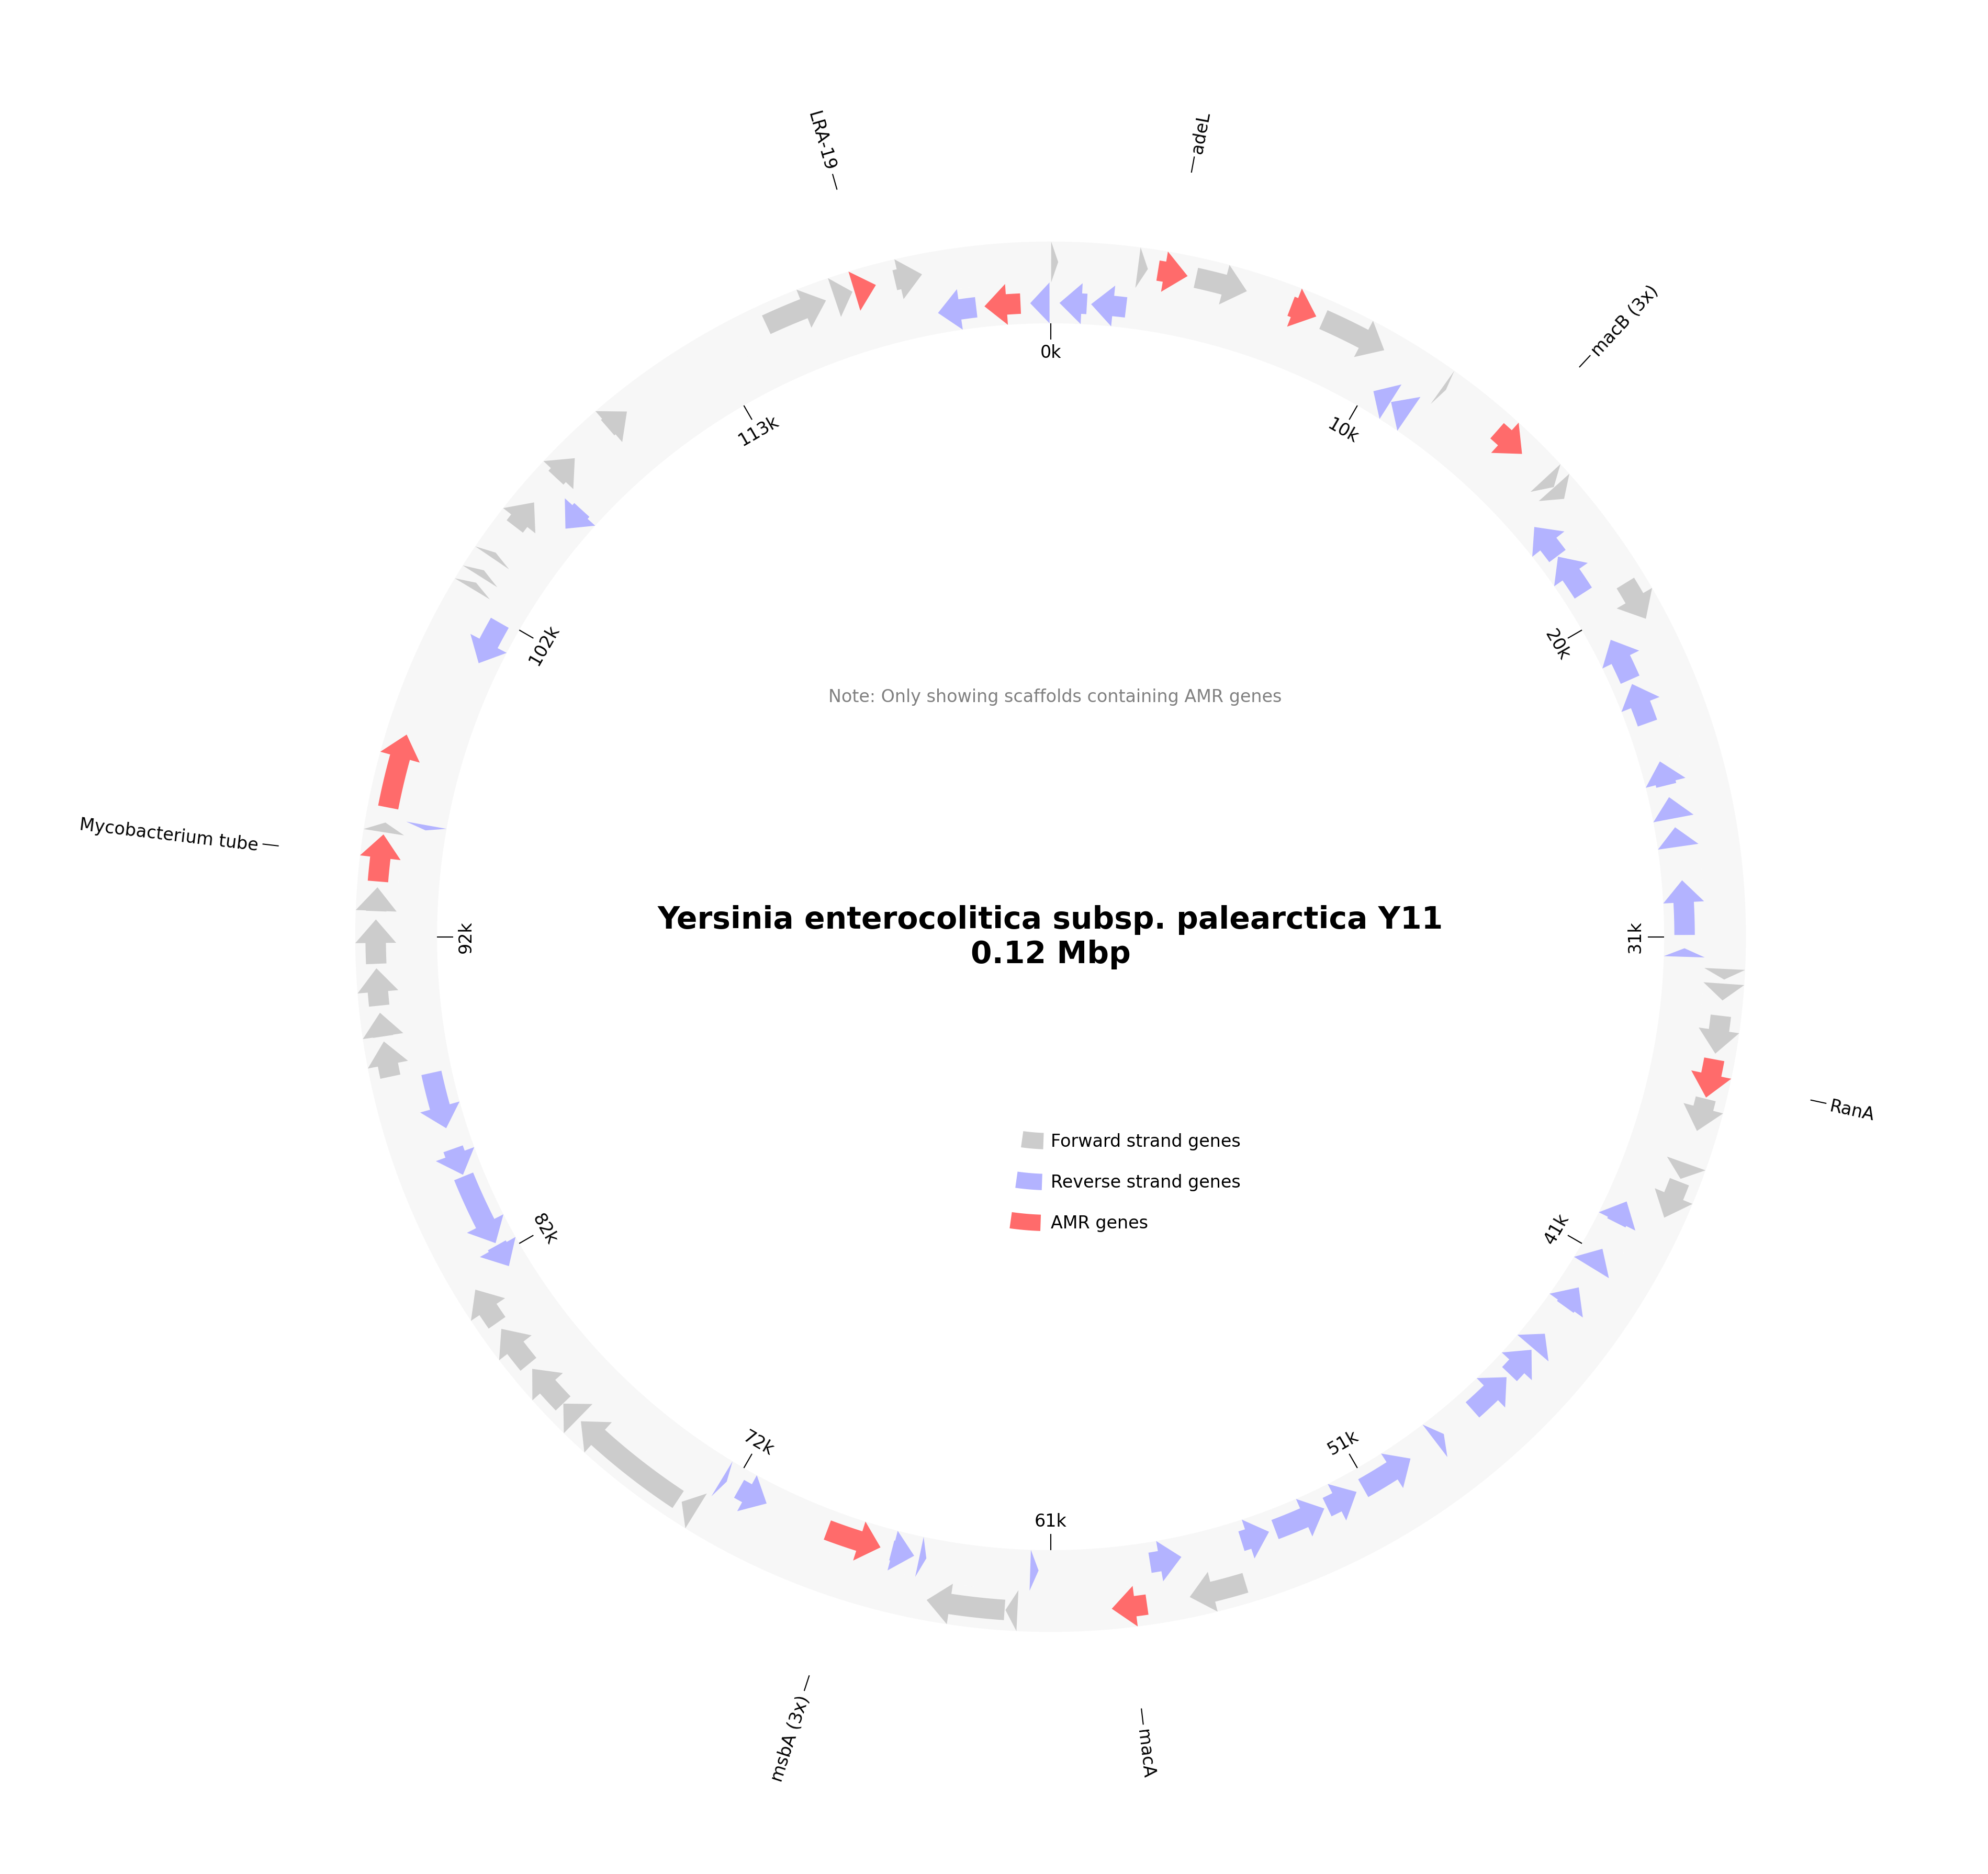 LRA-19
adeL
macB (3x)
0k
113k
10k
102k
20k
Note: Only showing scaffolds containing AMR genes
Mycobacterium tube
Yersinia enterocolitica subsp. palearctica Y11
0.12 Mbp
92k
31k
RanA
Forward strand genes
Reverse strand genes
AMR genes
82k
41k
72k
51k
61k
msbA (3x)
macA